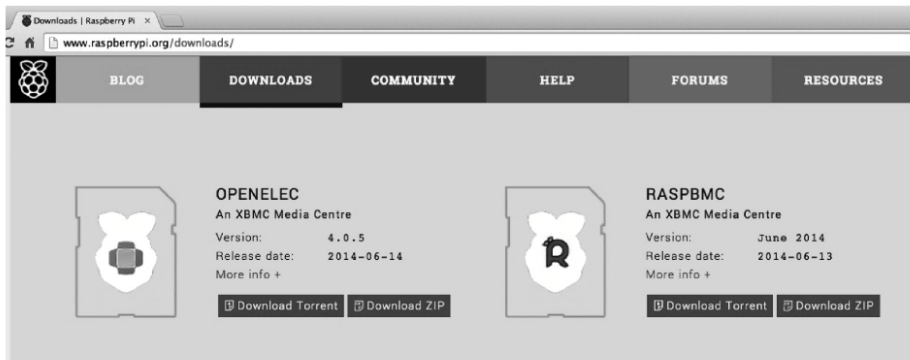 Downloads | Raspberry Pi ×
www.raspberrypi.org/downloads/
BLOG DOWNLOADS COMMUNITY HELP FORUMS RESOURCES
OPENELEC
An XBMC Media Centre
Version: 4.0.5
Release date: 2014-06-14
More info +
Download Torrent Download ZIP
RASPBMC
An XBMC Media Centre
Version: June 2014
Release date: 2014-06-13
More info +
Download Torrent Download ZIP